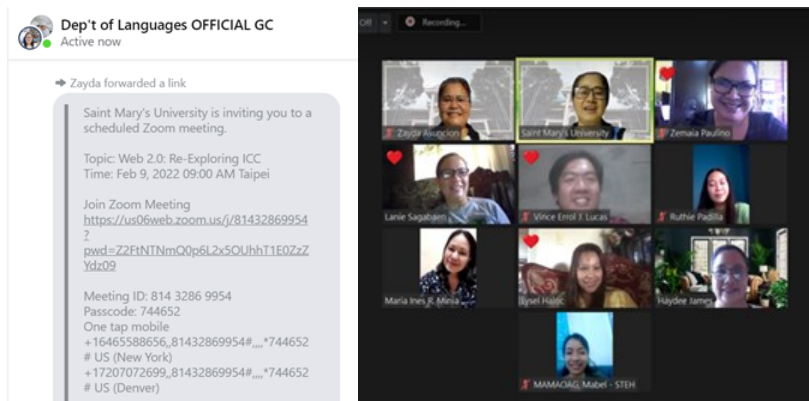 Dep't of Languages OFFICIAL GC
Active now
Zayda forwarded a link
Saint Mary's University is inviting you to a
scheduled Zoom meeting.
Topic: Web 2.0: Re-Exploring ICC
Time: Feb 9, 2022 09:00 AM Taipei
Join Zoom Meeting
https://us06web.zoom.us/j/81432869954
?
pwd=Z2FtNTNmQ0p6L2x5OUhhT1E0ZzZ
Ydz09
Meeting ID: 814 3286 9954
Passcode: 744652
One tap mobile
+16465588656,,81432869954#,,,,*744652
# US (New York)
+17207072699,,81432869954#,,,,*744652
# US (Denver)
Off
Recording...
Zayda Asuncion
Saint Mary's University
Zemaia Paulino
Lanie Sagabaen
Vince Errol J. Lucas
Ruthie Padilla
Maria Ines R. Minia
Lysel Haloc
Haydee James
MAMAOAG, Mabel - STEH